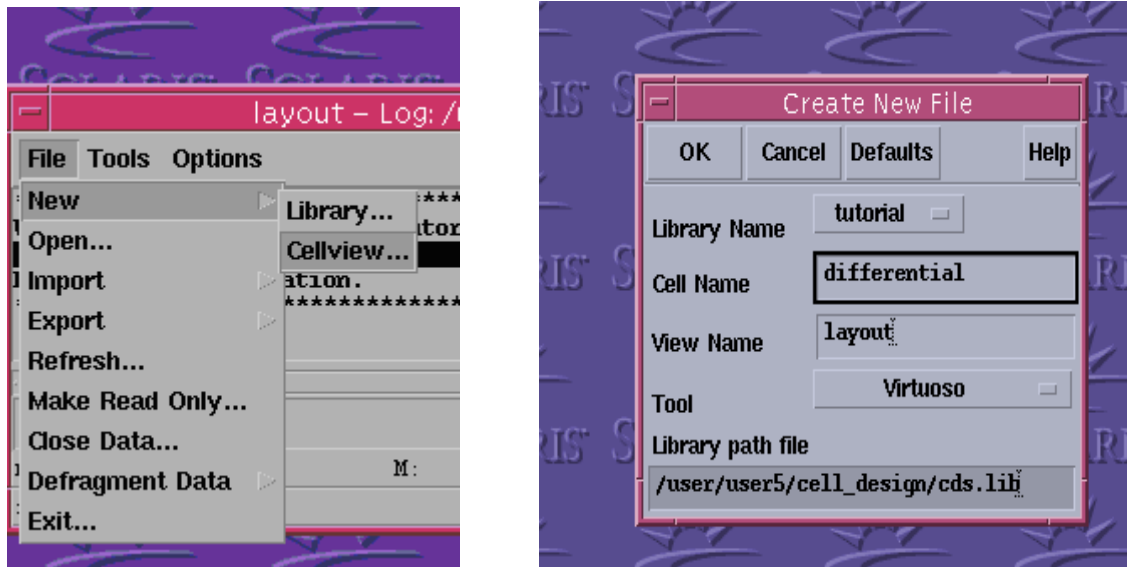 SOLARIS SOLARIS
layout – Log: /
File Tools Options
New
Open...
Import
Export
Refresh...
Make Read Only...
Close Data...
Defragment Data
Exit...
Library...
Cellview...
***
ation.
*****************
M:
Create New File
OK Cancel Defaults Help
Library Name tutorial
Cell Name differential
View Name layout
Tool Virtuoso
Library path file
/user/user5/cell_design/cds.lib